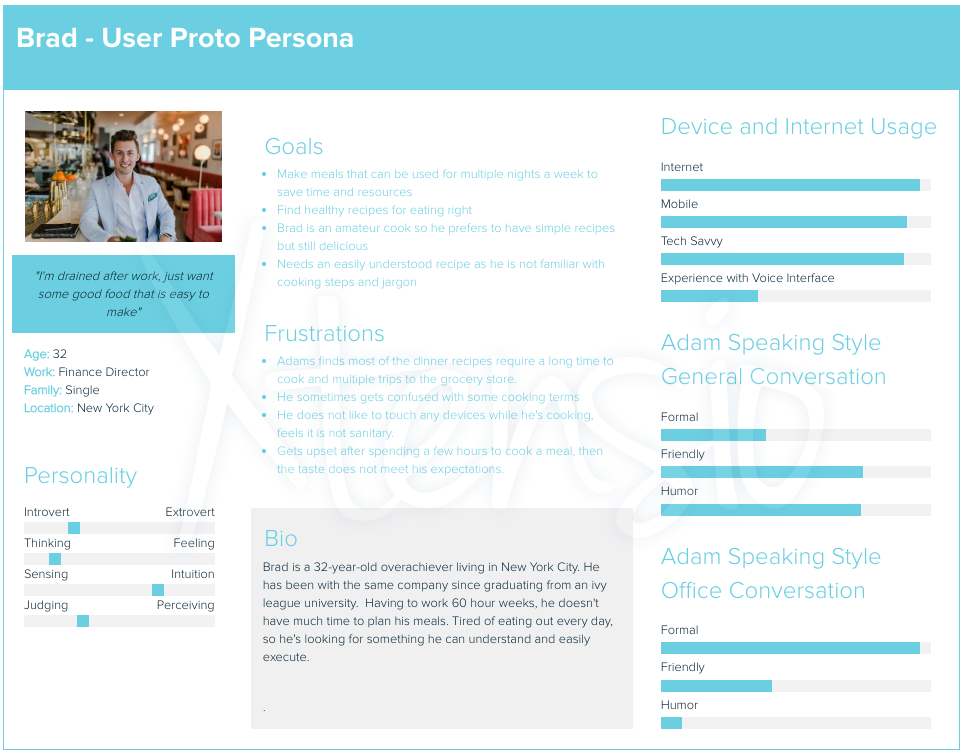 Brad - User Proto Persona
"I'm drained after work, just want
some good food that is easy to
make"
Age: 32
Work: Finance Director
Family: Single
Location: New York City
Personality
Introvert Extrovert
Thinking Feeling
Sensing Intuition
Judging Perceiving
Goals
• Make meals that can be used for multiple nights a week to
save time and resources
• Find healthy recipes for eating right
• Brad is an amateur cook so he prefers to have simple recipes
but still delicious
• Needs an easily understood recipe as he is not familiar with
cooking steps and jargon
Frustrations
• Adams finds most of the dinner recipes require a long time to
cook and multiple trips to the grocery store.
• He sometimes gets confused with some cooking terms
• He does not like to touch any devices while he's cooking,
feels it is not sanitary.
• Gets upset after spending a few hours to cook a meal, then
the taste does not meet his expectations.
Bio
Brad is a 32-year-old overachiever living in New York City. He
has been with the same company since graduating from an ivy
league university.  Having to work 60 hour weeks, he doesn't
have much time to plan his meals. Tired of eating out every day,
so he's looking for something he can understand and easily
execute.
.
Device and Internet Usage
Internet
Mobile
Tech Savvy
Experience with Voice Interface
Adam Speaking Style
General Conversation
Formal
Friendly
Humor
Adam Speaking Style
Office Conversation
Formal
Friendly
Humor
Xtensio